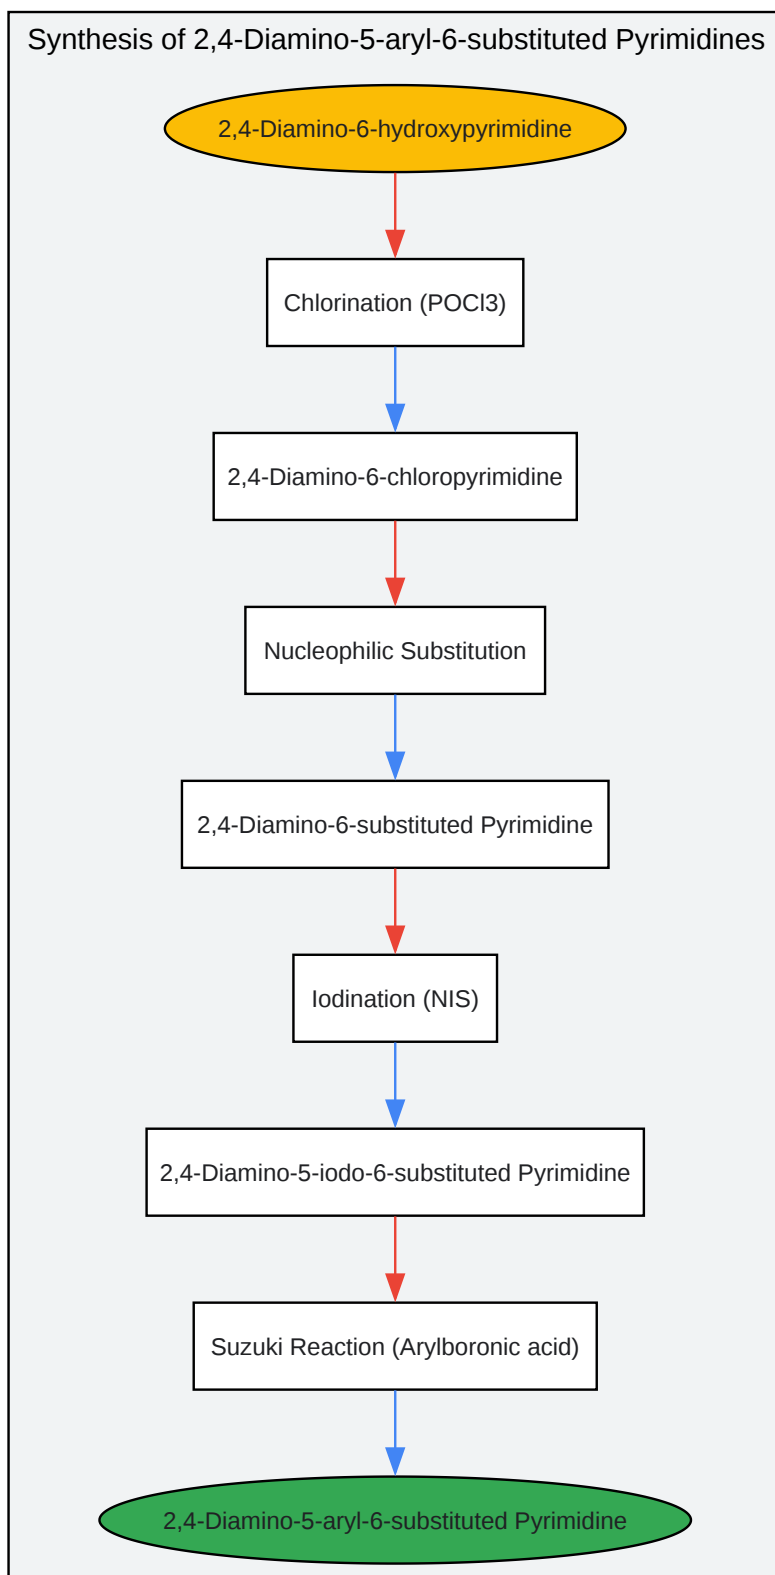 Synthesis of 2,4-Diamino-5-aryl-6-substituted Pyrimidines
2,4-Diamino-6-hydroxypyrimidine
Chlorination (POCl3)
2,4-Diamino-6-chloropyrimidine
Nucleophilic Substitution
2,4-Diamino-6-substituted Pyrimidine
Iodination (NIS)
2,4-Diamino-5-iodo-6-substituted Pyrimidine
Suzuki Reaction (Arylboronic acid)
2,4-Diamino-5-aryl-6-substituted Pyrimidine